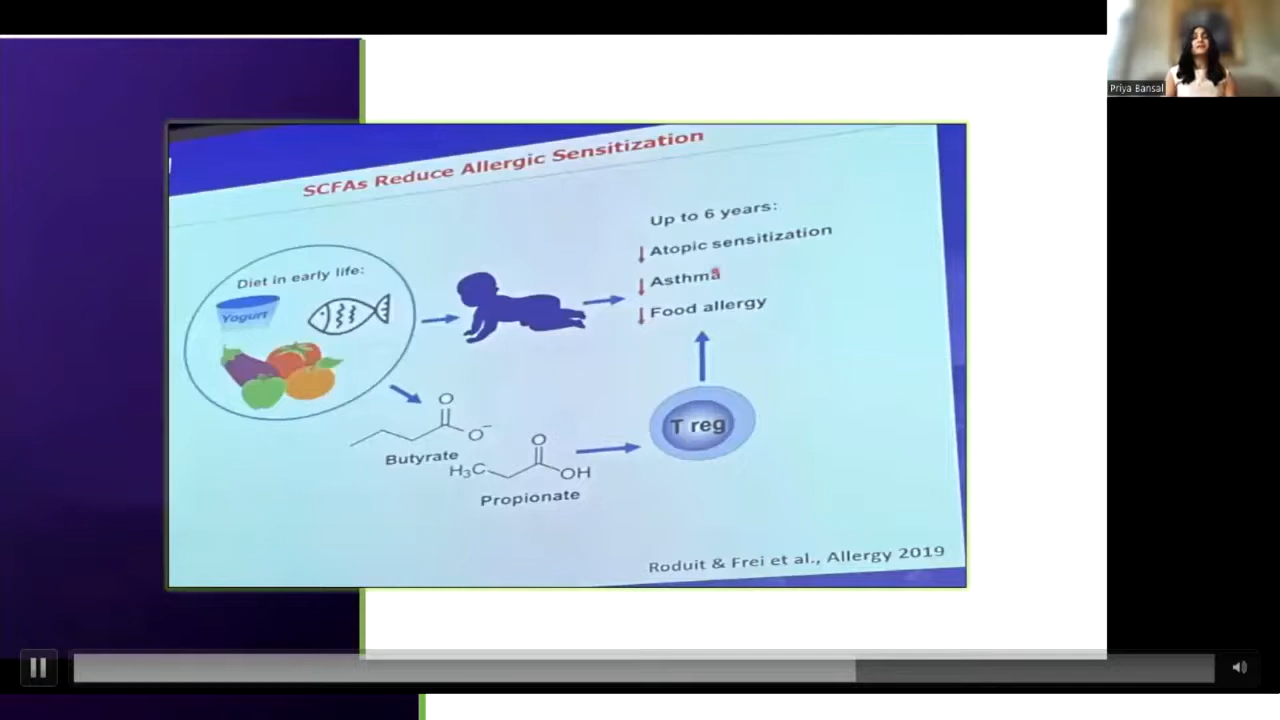 Priya Bansal
SCFAs Reduce Allergic Sensitization
Up to 6 years:
Atopic sensitization
Asthma
Food allergy
Diet in early life:
Yogurt
T reg
O
O⁻
Butyrate
O
H₃C
OH
Propionate
Roduit & Frei et al., Allergy 2019